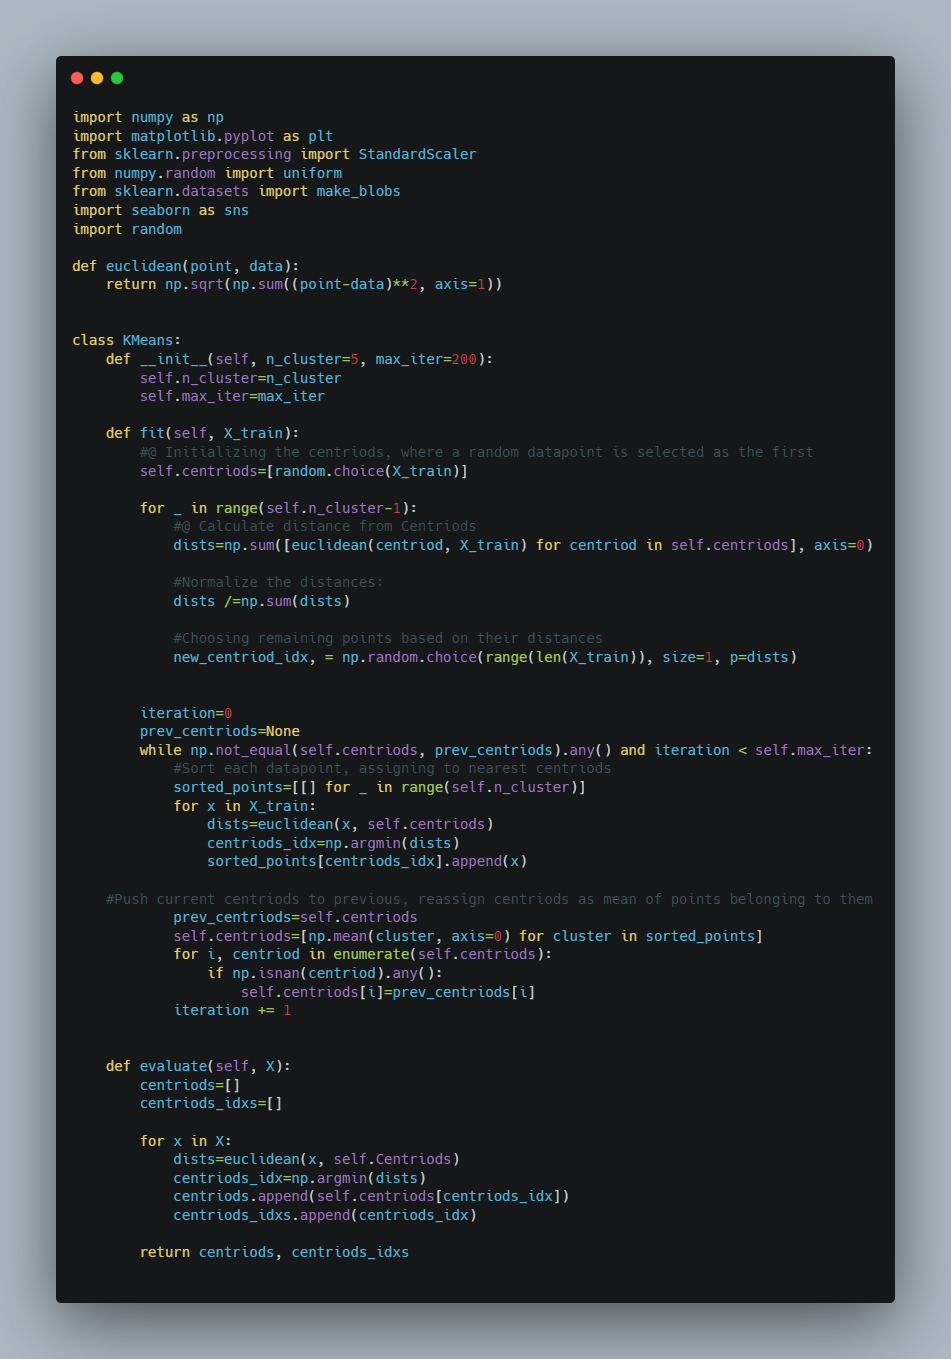 import numpy as np
import matplotlib.pyplot as plt
from sklearn.preprocessing import StandardScaler
from numpy.random import uniform
from sklearn.datasets import make_blobs
import seaborn as sns
import random

def euclidean(point, data):
    return np.sqrt(np.sum((point-data)**2, axis=1))


class KMeans:
    def __init__(self, n_cluster=5, max_iter=200):
        self.n_cluster=n_cluster
        self.max_iter=max_iter

    def fit(self, X_train):
        #@ Initializing the centriods, where a random datapoint is selected as the first
        self.centriods=[random.choice(X_train)]

        for _ in range(self.n_cluster-1):
            #@ Calculate distance from Centriods
            dists=np.sum([euclidean(centriod, X_train) for centriod in self.centriods], axis=0)

            #Normalize the distances:
            dists /=np.sum(dists)

            #Choosing remaining points based on their distances
            new_centriod_idx, = np.random.choice(range(len(X_train)), size=1, p=dists)


        iteration=0
        prev_centriods=None
        while np.not_equal(self.centriods, prev_centriods).any() and iteration < self.max_iter:
            #Sort each datapoint, assigning to nearest centriods
            sorted_points=[[] for _ in range(self.n_cluster)]
            for x in X_train:
                dists=euclidean(x, self.centriods)
                centriods_idx=np.argmin(dists)
                sorted_points[centriods_idx].append(x)

    #Push current centriods to previous, reassign centriods as mean of points belonging to them
            prev_centriods=self.centriods
            self.centriods=[np.mean(cluster, axis=0) for cluster in sorted_points]
            for i, centriod in enumerate(self.centriods):
                if np.isnan(centriod).any():
                    self.centriods[i]=prev_centriods[i]
            iteration += 1


    def evaluate(self, X):
        centriods=[]
        centriods_idxs=[]

        for x in X:
            dists=euclidean(x, self.Centriods)
            centriods_idx=np.argmin(dists)
            centriods.append(self.centriods[centriods_idx])
            centriods_idxs.append(centriods_idx)

        return centriods, centriods_idxs